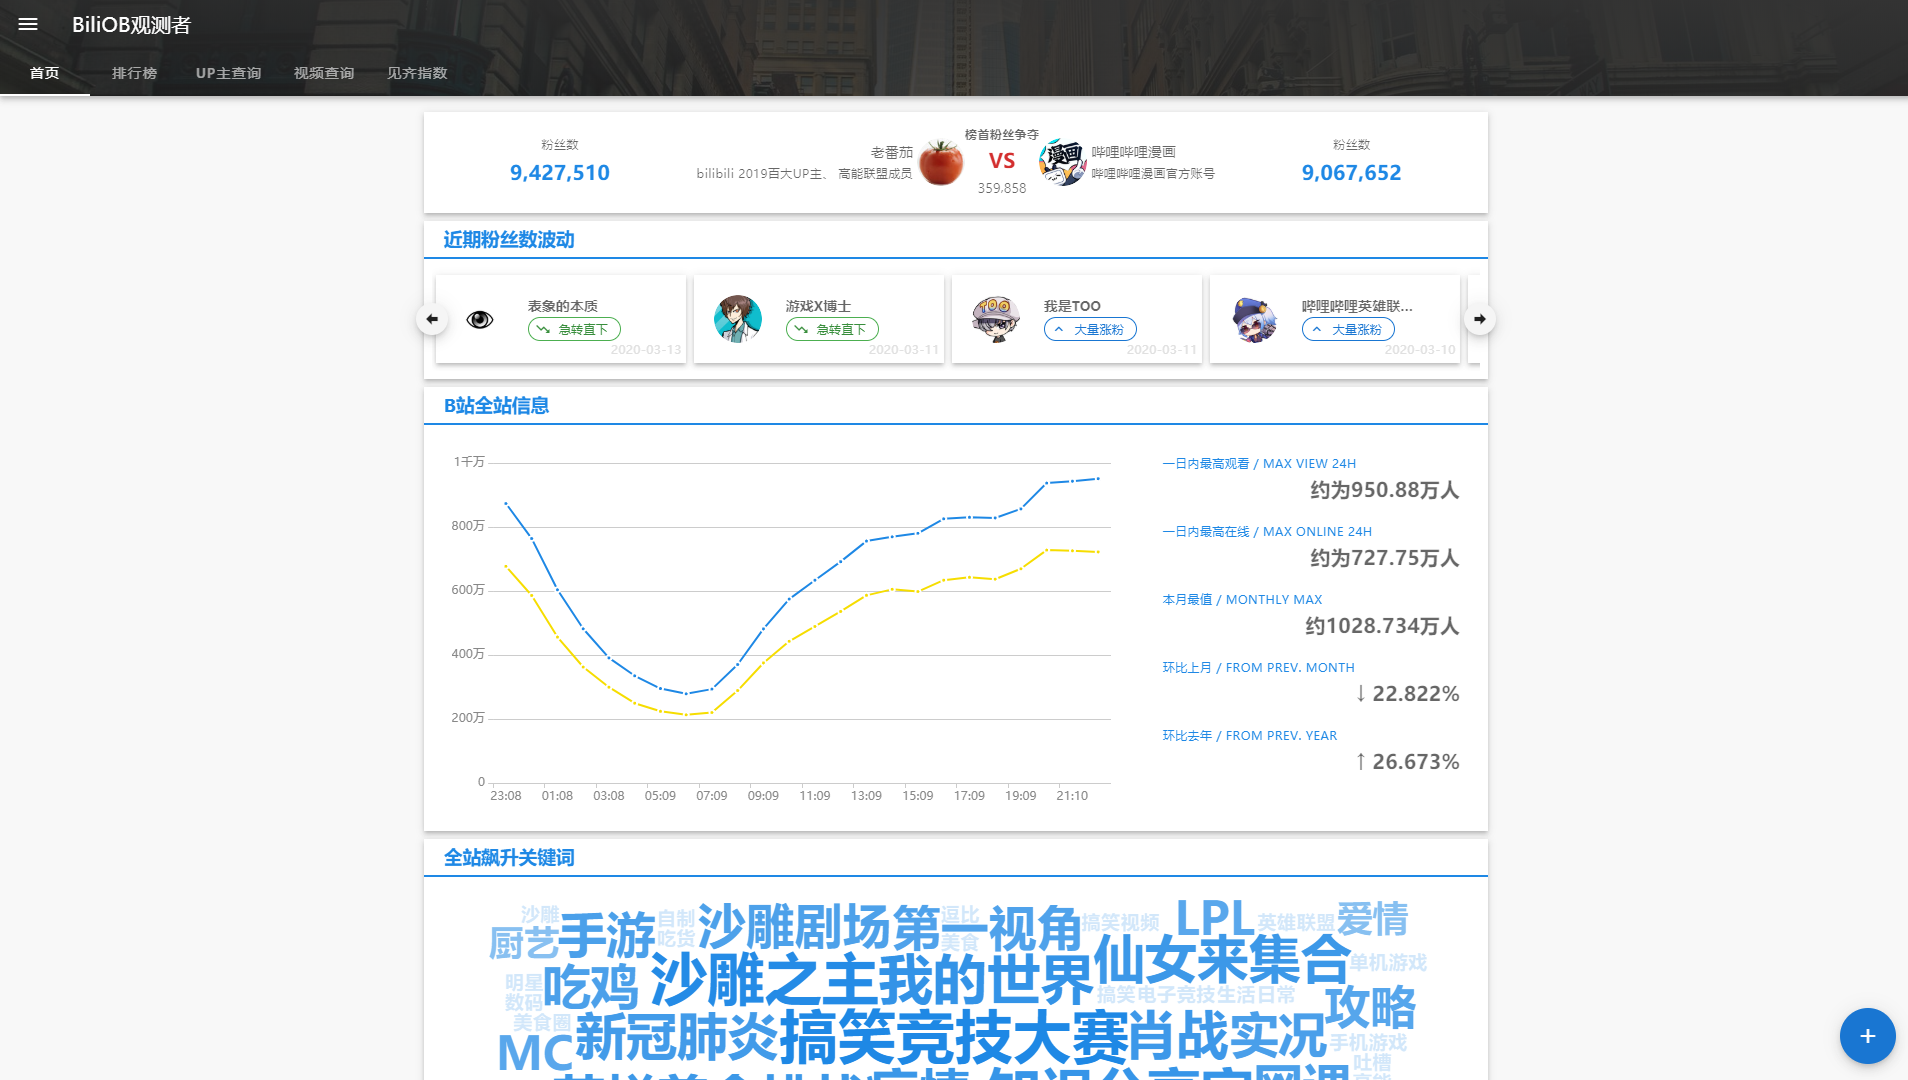 BiliOB观测者
首页 排行榜 UP主查询 视频查询 见齐指数
榜首粉丝争夺
粉丝数
9,427,510
老番茄
bilibili 2019百大UP主、 高能联盟成员
VS
359,858
哔哩哔哩漫画
哔哩哔哩漫画官方账号
粉丝数
9,067,652
近期粉丝数波动
表象的本质
急转直下
2020-03-13
游戏X博士
急转直下
2020-03-11
我是TOO
大量涨粉
2020-03-11
哔哩哔哩英雄联...
大量涨粉
2020-03-10
B站全站信息
1千万
800万
600万
400万
200万
0
23:08 01:08 03:08 05:09 07:09 09:09 11:09 13:09 15:09 17:09 19:09 21:10
一日内最高观看 / MAX VIEW 24H
约为950.88万人
一日内最高在线 / MAX ONLINE 24H
约为727.75万人
本月最值 / MONTHLY MAX
约1028.734万人
环比上月 / FROM PREV. MONTH
↓ 22.822%
环比去年 / FROM PREV. YEAR
↑ 26.673%
全站飙升关键词
沙雕
厨艺
手游
自制
吃货
沙雕剧场
第一视角
逗比
美食
搞笑视频
LPL
英雄联盟
爱情
明星
数码
吃鸡
沙雕之主
我的世界
仙女来集合
单机游戏
搞笑
电子竞技
生活日常
攻略
美食圈
MC
新冠肺炎
搞笑竞技大赛
肖战
实况
手机游戏
吐槽